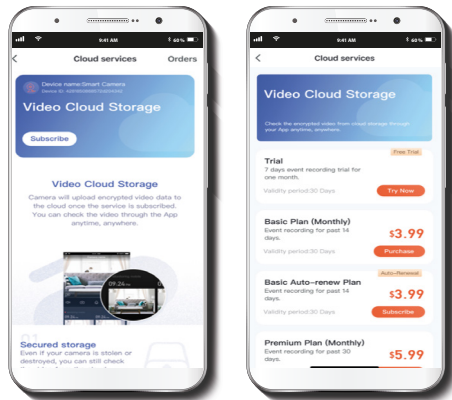 9:41 AM
60%
Cloud services
Orders
Device name:Smart Camera
Video Cloud Storage
Subscribe
Video Cloud Storage
Camera will upload encrypted video data to
the cloud once the service is subscribed.
You can check the video through the App
anytime, anywhere.
09.24
01
Secured storage
Even if your camera is stolen or
destroyed, you can still check
9:41 AM
60%
Cloud services
Video Cloud Storage
Check the encrypted video from cloud storage through
your App anytime, anywhere.
Free Trial
Trial
7 days event recording trial for
one month.
Validity period:30 Days
Try Now
Basic Plan (Monthly)
Event recording for past 14
days.
$3.99
Validity period:30 Days
Purchase
Auto-Renewal
Basic Auto-renew Plan
Event recording for past 14
days.
$3.99
Validity period:30 Days
Subscribe
Premium Plan (Monthly)
Event recording for past 30
days.
$5.99